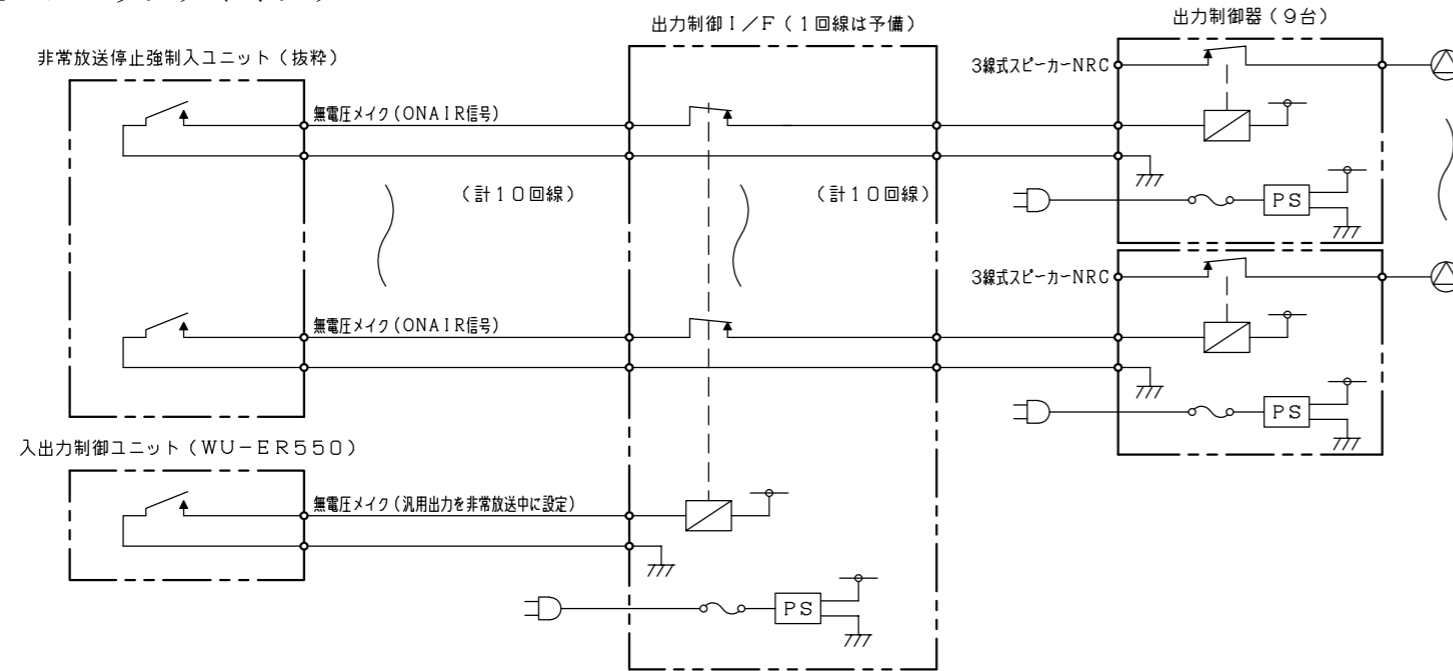 出力制御器（9台）
出力制御I／F（1回線は予備）
非常放送停止強制入ユニット（抜粋）
3線式スピーカーNRC
無電圧メイク（ONAIR信号）
（計10回線）
（計10回線）
PS
3線式スピーカーNRC
無電圧メイク（ONAIR信号）
PS
入出力制御ユニット（WU-ER550）
無電圧メイク（汎用出力を非常放送中に設定）
PS